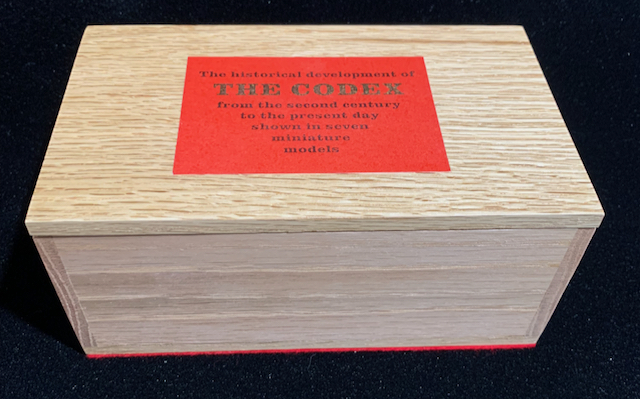 The historical development of
THE CODEX
from the second century
to the present day
shown in seven
miniature
models